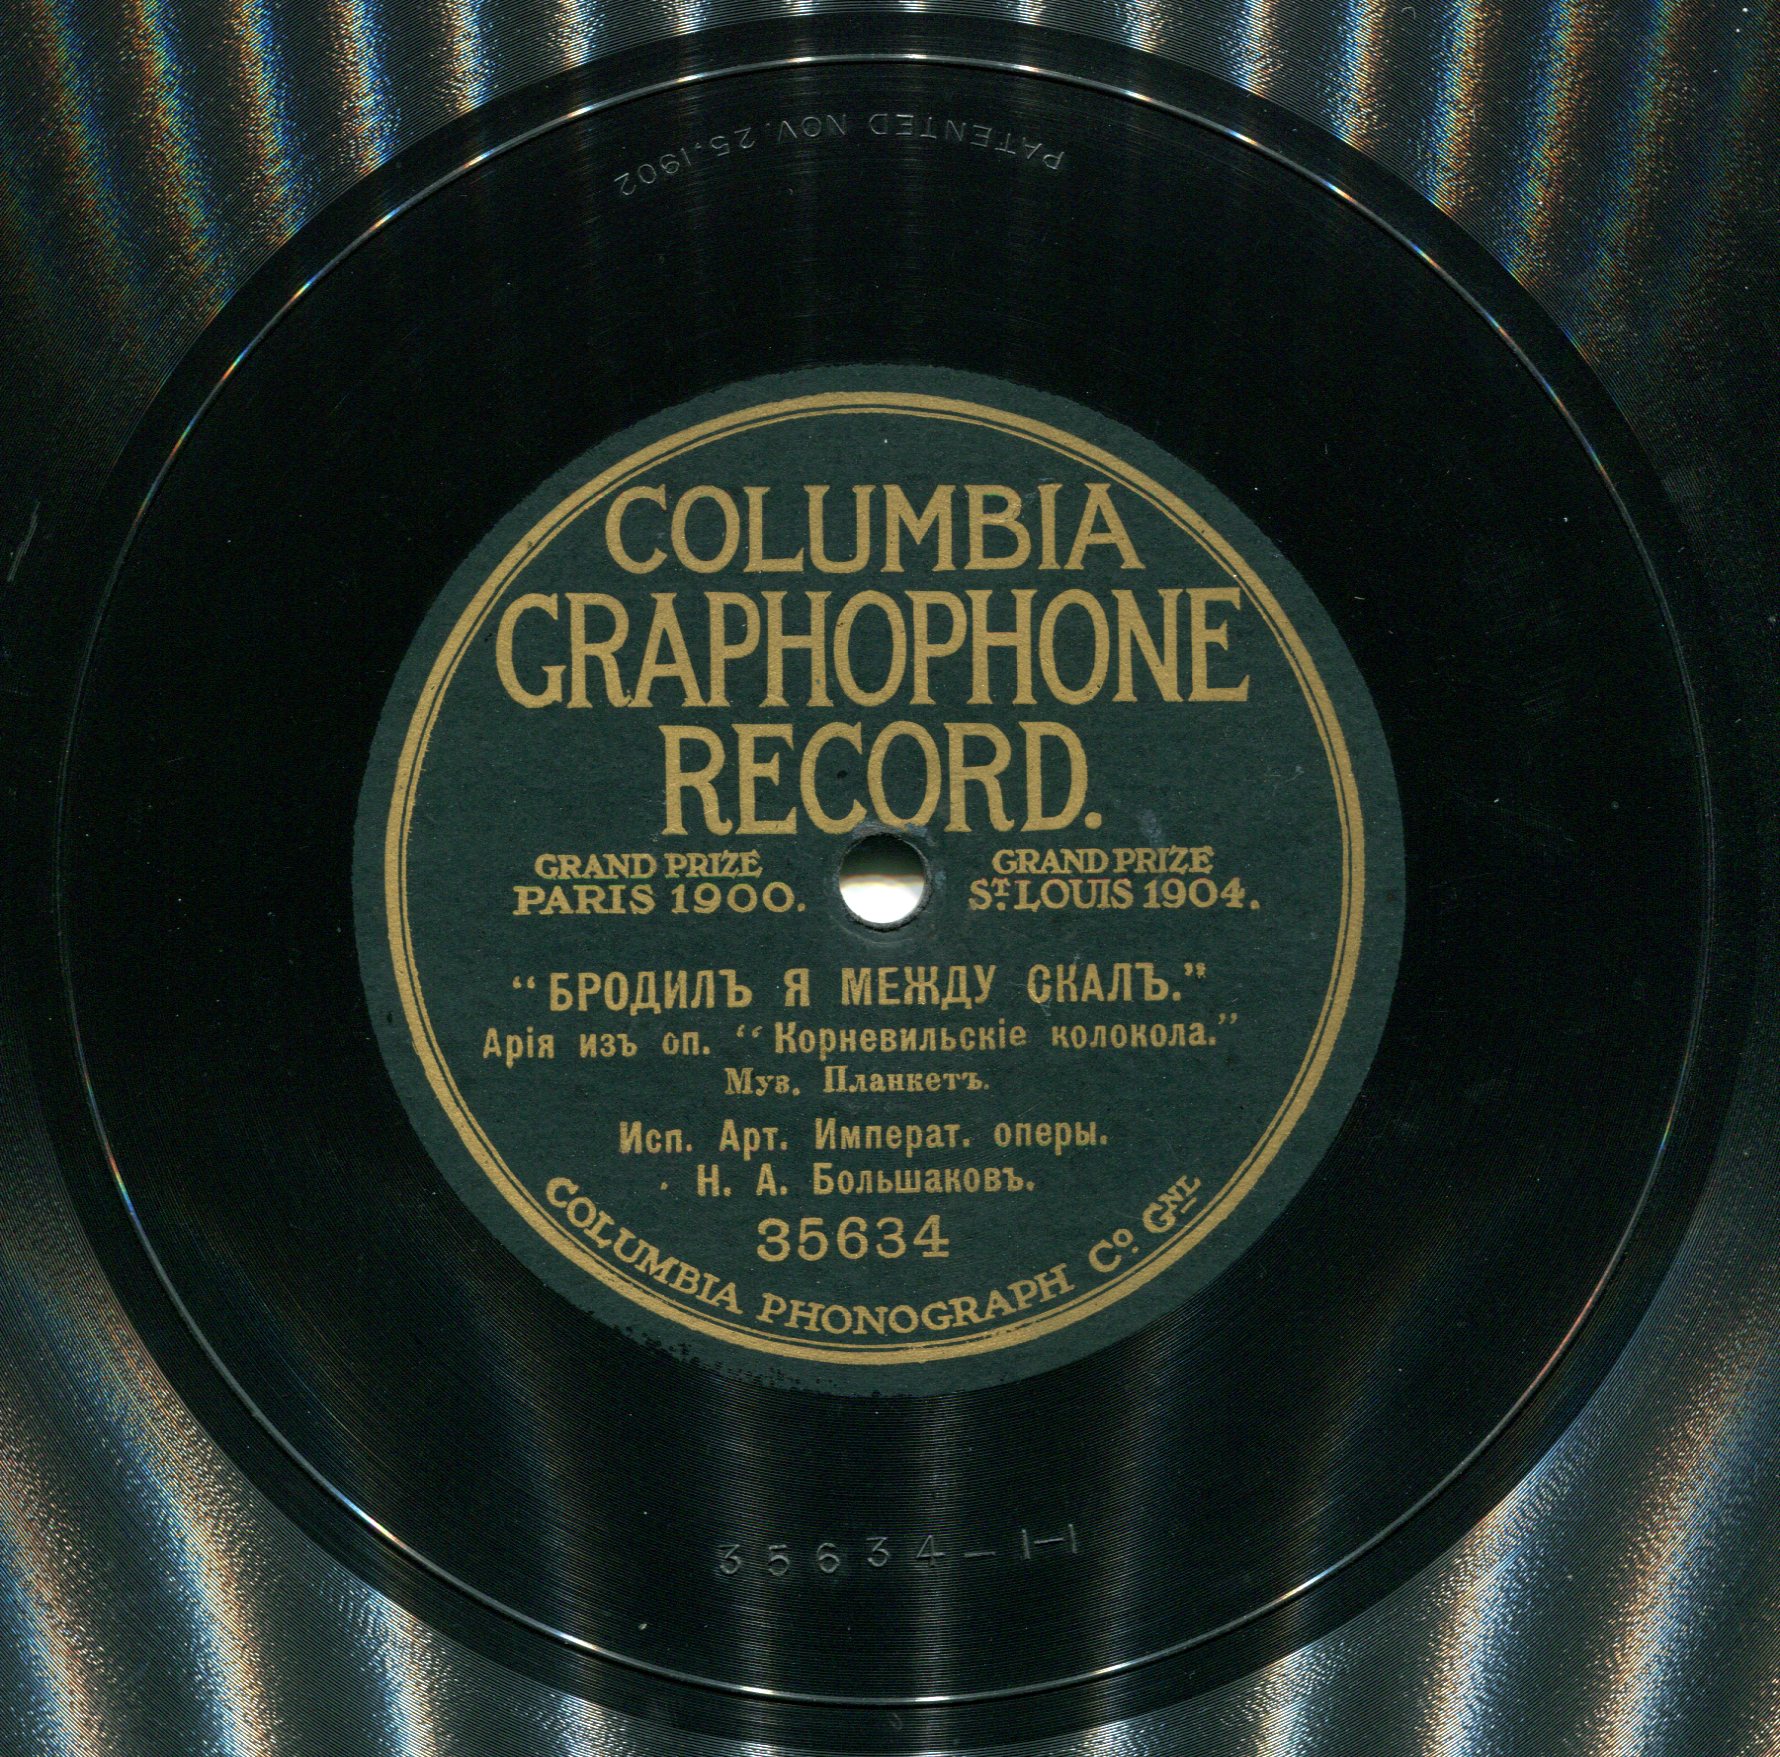 PATENTED NOV. 25, 1902
COLUMBIA
GRAPHOPHONE
RECORD.
GRAND PRIZE
PARIS 1900.
GRAND PRIZE
ST. LOUIS 1904.
“БРОДИЛЪ Я МЕЖДУ СКАЛЪ.”
Арія изъ оп. “Корневильскіе колокола.”
Муз. Планкетъ.
Исп. Арт. Императ. оперы.
Н. А. Большаковъ.
35634
COLUMBIA PHONOGRAPH Co. GNL
35634–1-1